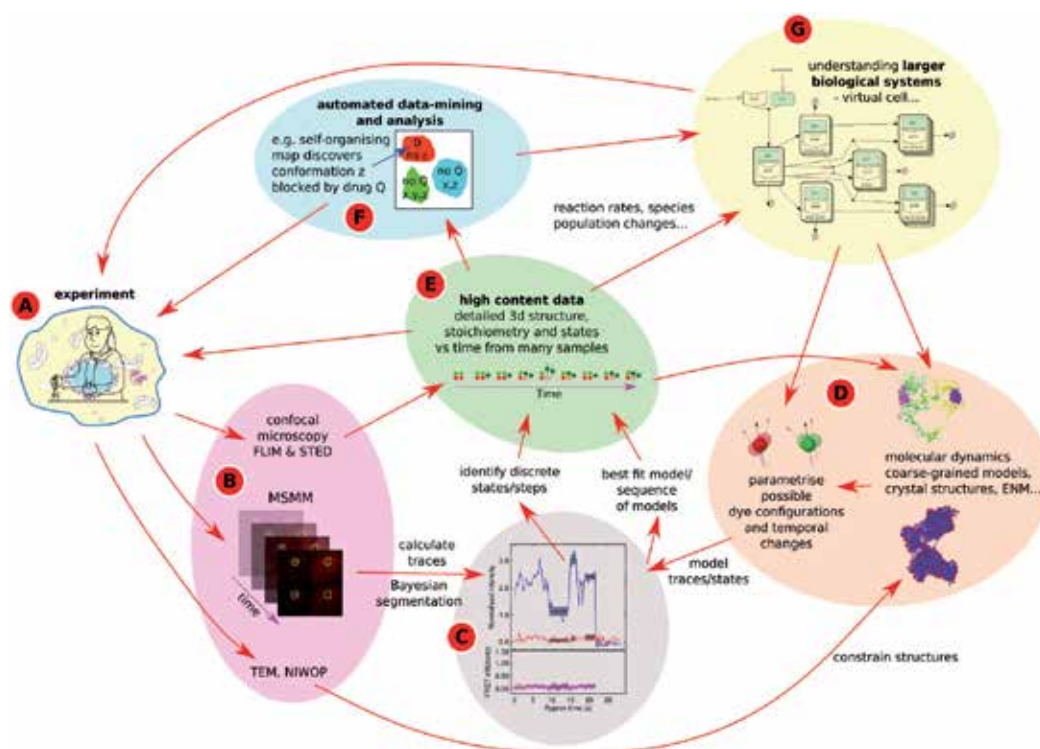 G
understanding larger
biological systems
- virtual cell...
automated data-mining
and analysis
e.g. self-organising
map discovers
conformation z
blocked by drug Q
Q
no z
no Q
x,z
no Q
x,y,z
F
reaction rates, species
population changes...
A
experiment
E
high content data
detailed 3d structure,
stoichiometry and states
vs time from many samples
Time
D
molecular dynamics
coarse-grained models,
crystal structures, ENM...
parametrise
possible
dye configurations
and temporal
changes
confocal
microscopy
FLIM & STED
B
MSMM
time
TEM, NIWOP
identify discrete
states/steps
best fit model/
sequence
of models
calculate
traces
Bayesian
segmentation
model
traces/states
C
constrain structures